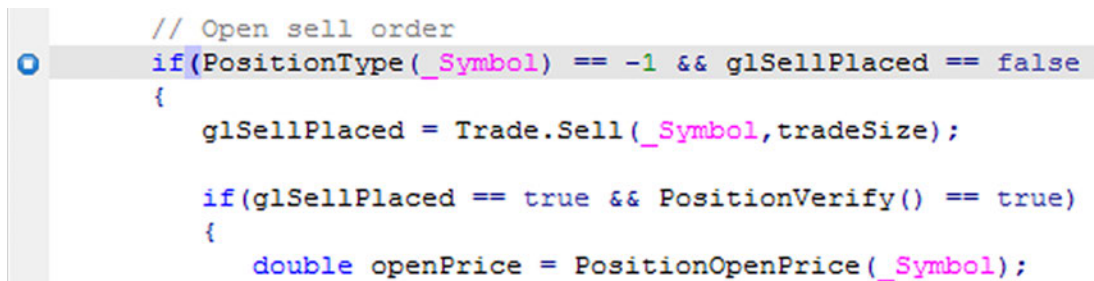 // Open sell order
if(PositionType(_Symbol) == -1 && glSellPlaced == false
{
glSellPlaced = Trade.Sell(_Symbol,tradeSize);
if(glSellPlaced == true && PositionVerify() == true)
{
double openPrice = PositionOpenPrice(_Symbol);